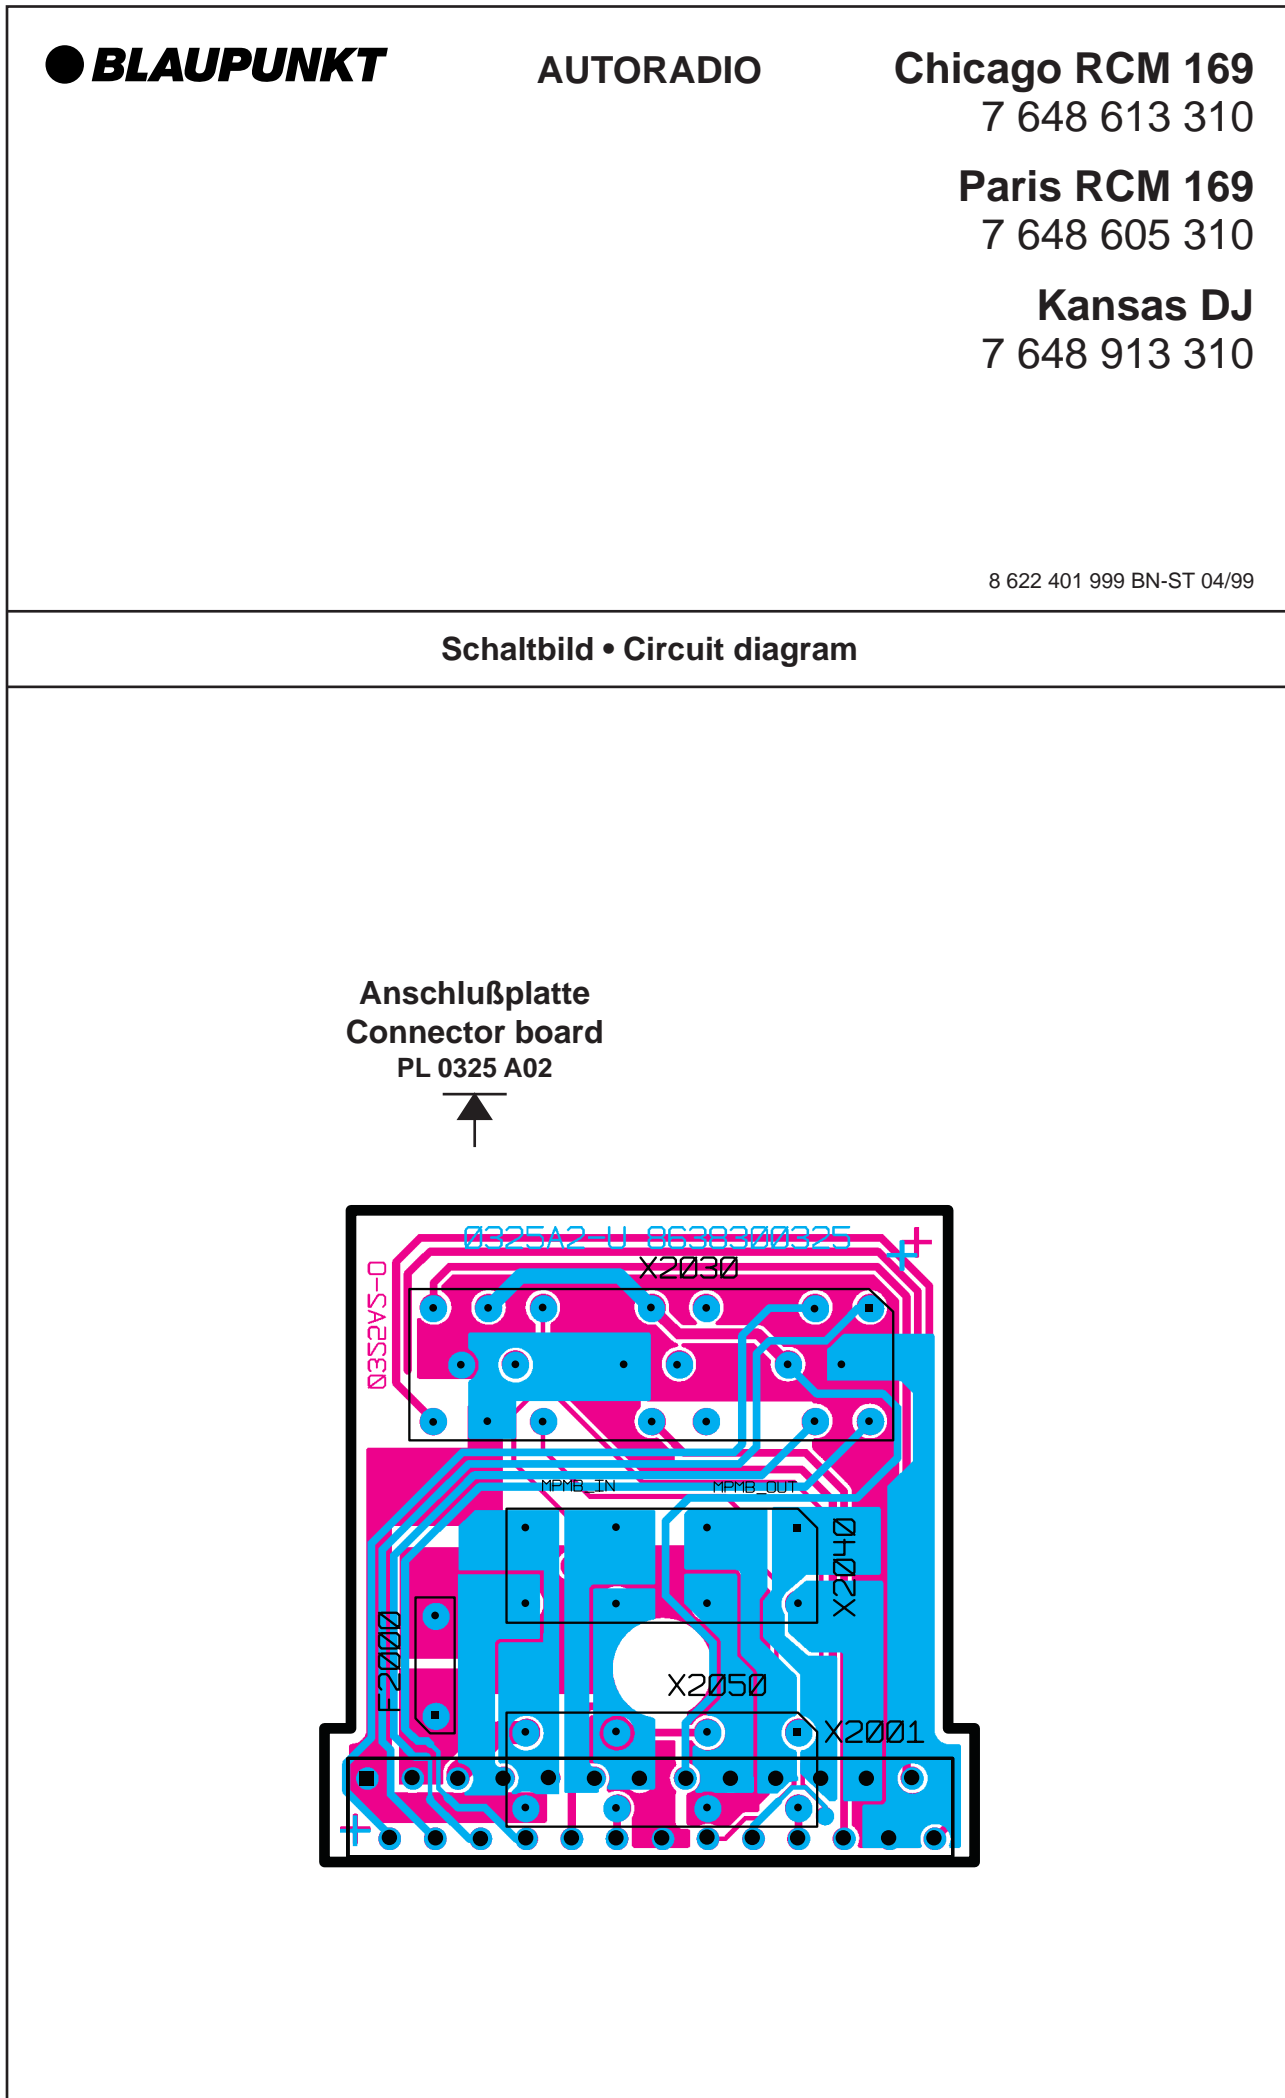 BLAUPUNKT
AUTORADIO
Chicago RCM 169
7 648 613 310
Paris RCM 169
7 648 605 310
Kansas DJ
7 648 913 310
8 622 401 999 BN-ST 04/99
Schaltbild • Circuit diagram
Anschlußplatte
Connector board
PL 0325 A02
0325A2-U 8638300325
X2030
0325A2-O
MPMB_IN
MPMB_OUT
X2040
F2000
X2050
X2001